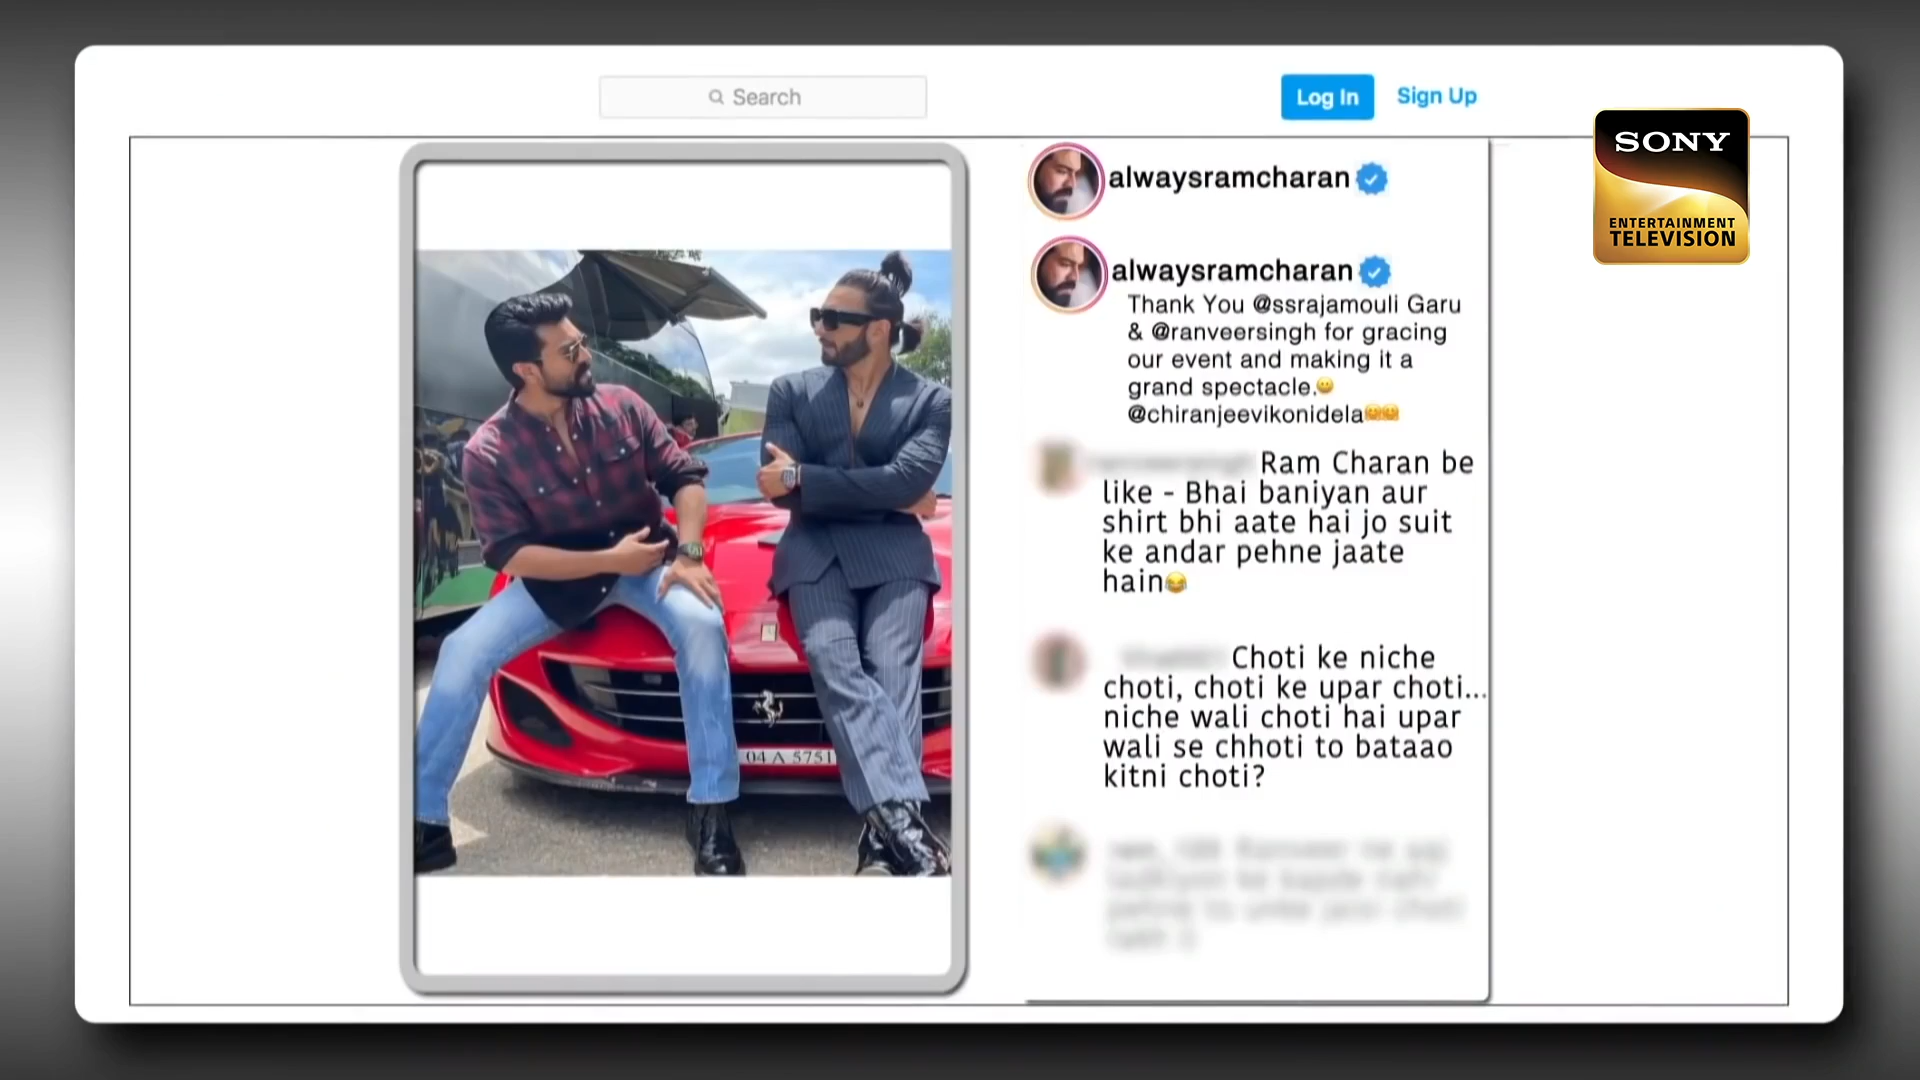 Search
Log In
Sign Up
SONY
ENTERTAINMENT
TELEVISION
alwaysramcharan
alwaysramcharan
Thank You @ssrajamouli Garu
& @ranveersingh for gracing
our event and making it a
grand spectacle.😀
@chiranjeevikonidela🤗🤗
Ram Charan be
like - Bhai baniyan aur
shirt bhi aate hai jo suit
ke andar pehne jaate
hain😂
Choti ke niche
choti, choti ke upar choti...
niche wali choti hai upar
wali se chhoti to bataao
kitni choti?
04 A 5751